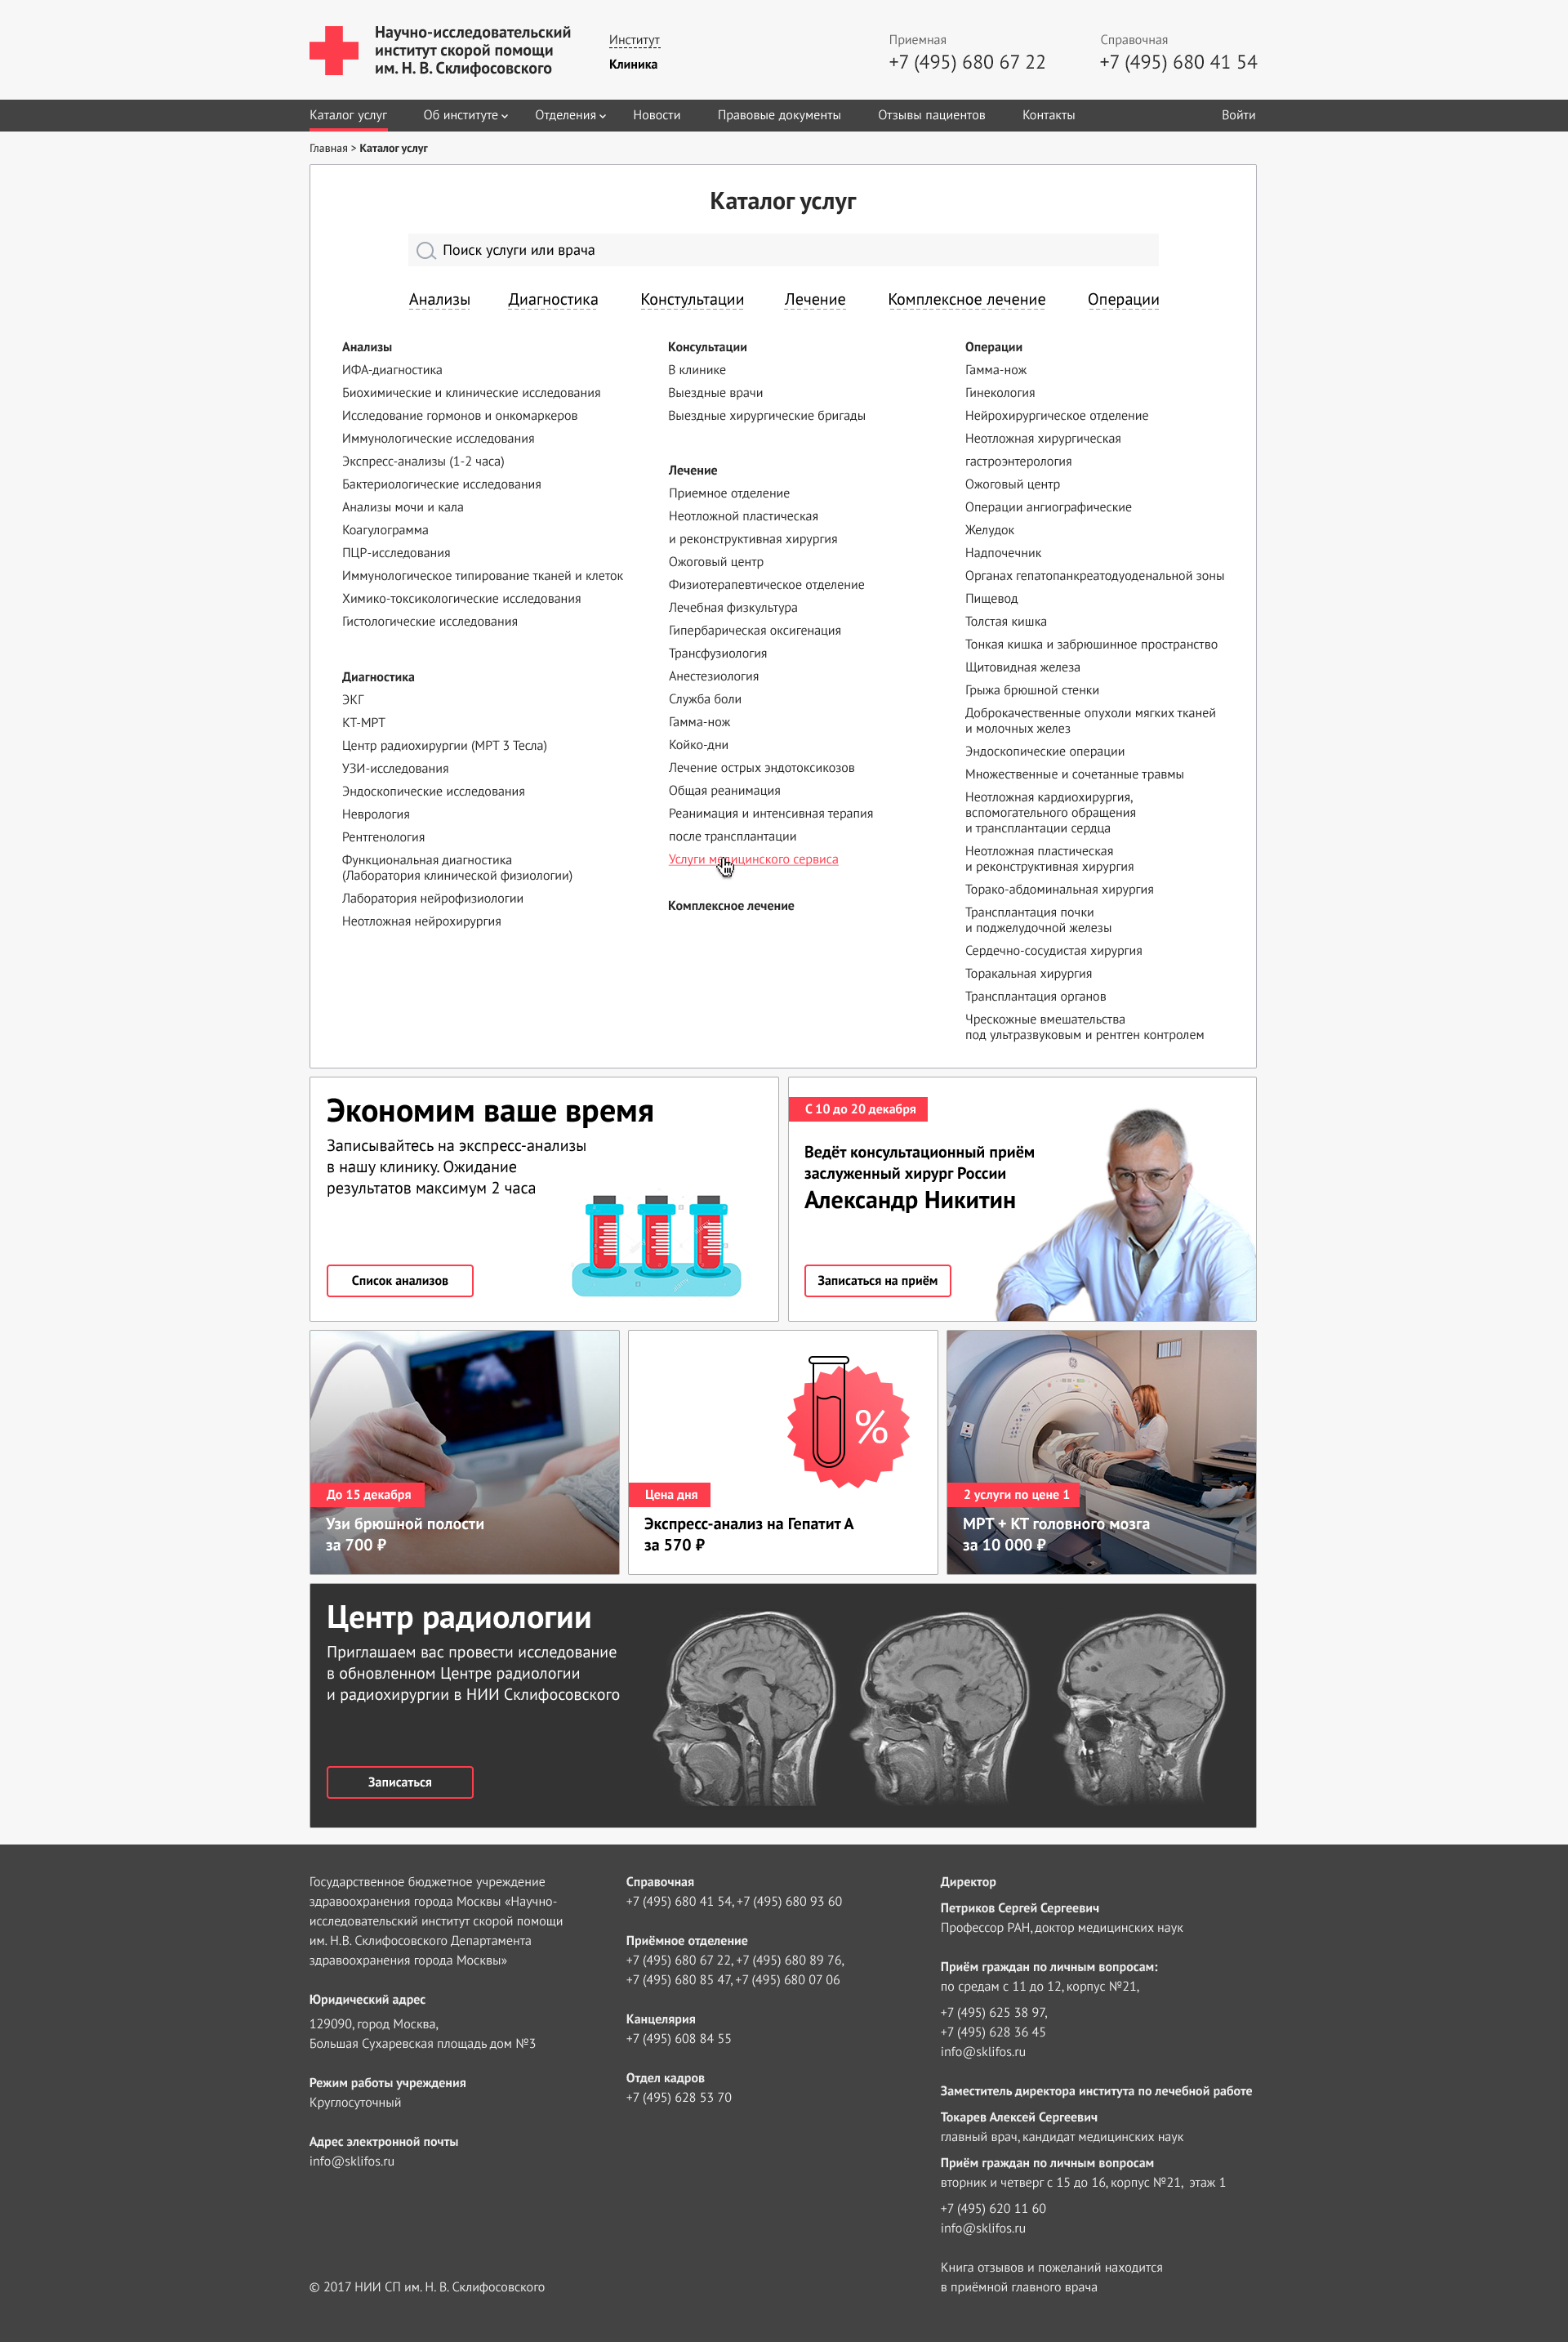 Научно-исследовательский
институт скорой помощи
им. Н. В. Склифосовского
Институт
Клиника
Приемная
+7 (495) 680 67 22
Справочная
+7 (495) 680 41 54
Каталог услуг Об институте Отделения Новости Правовые документы Отзывы пациентов Контакты Войти
Главная > Каталог услуг
Каталог услуг
Поиск услуги или врача
Анализы Диагностика Констультации Лечение Комплексное лечение Операции
Анализы
ИФА-диагностика
Биохимические и клинические исследования
Исследование гормонов и онкомаркеров
Иммунологические исследования
Экспресс-анализы (1-2 часа)
Бактериологические исследования
Анализы мочи и кала
Коагулограмма
ПЦР-исследования
Иммунологическое типирование тканей и клеток
Химико-токсикологические исследования
Гистологические исследования
Диагностика
ЭКГ
КТ-МРТ
Центр радиохирургии (МРТ 3 Тесла)
УЗИ-исследования
Эндоскопические исследования
Неврология
Рентгенология
Функциональная диагностика
(Лаборатория клинической физиологии)
Лаборатория нейрофизиологии
Неотложная нейрохирургия
Консультации
В клинике
Выездные врачи
Выездные хирургические бригады
Лечение
Приемное отделение
Неотложной пластическая
и реконструктивная хирургия
Ожоговый центр
Физиотерапевтическое отделение
Лечебная физкультура
Гипербарическая оксигенация
Трансфузиология
Анестезиология
Служба боли
Гамма-нож
Койко-дни
Лечение острых эндотоксикозов
Общая реанимация
Реанимация и интенсивная терапия
после трансплантации
Услуги медицинского сервиса
Комплексное лечение
Операции
Гамма-нож
Гинекология
Нейрохирургическое отделение
Неотложная хирургическая
гастроэнтерология
Ожоговый центр
Операции ангиографические
Желудок
Надпочечник
Органах гепатопанкреатодуоденальной зоны
Пищевод
Толстая кишка
Тонкая кишка и забрюшинное пространство
Щитовидная железа
Грыжа брюшной стенки
Доброкачественные опухоли мягких тканей
и молочных желез
Эндоскопические операции
Множественные и сочетанные травмы
Неотложная кардиохирургия,
вспомогательного обращения
и трансплантации сердца
Неотложная пластическая
и реконструктивная хирургия
Торако-абдоминальная хирургия
Трансплантация почки
и поджелудочной железы
Сердечно-сосудистая хирургия
Торакальная хирургия
Трансплантация органов
Чрескожные вмешательства
под ультразвуковым и рентген контролем
Экономим ваше время
Записывайтесь на экспресс-анализы
в нашу клинику. Ожидание
результатов максимум 2 часа
Список анализов
С 10 до 20 декабря
Ведёт консультационный приём
заслуженный хирург России
Александр Никитин
Записаться на приём
До 15 декабря
Узи брюшной полости
за 700 ₽
%
Цена дня
Экспресс-анализ на Гепатит А
за 570 ₽
2 услуги по цене 1
МРТ + КТ головного мозга
за 10 000 ₽
Центр радиологии
Приглашаем вас провести исследование
в обновленном Центре радиологии
и радиохирургии в НИИ Склифосовского
Записаться
Государственное бюджетное учреждение
здравоохранения города Москвы «Научно-
исследовательский институт скорой помощи
им. Н.В. Склифосовского Департамента
здравоохранения города Москвы»
Юридический адрес
129090, город Москва,
Большая Сухаревская площадь дом №3
Режим работы учреждения
Круглосуточный
Адрес электронной почты
info@sklifos.ru
© 2017 НИИ СП им. Н. В. Склифосовского
Справочная
+7 (495) 680 41 54, +7 (495) 680 93 60
Приёмное отделение
+7 (495) 680 67 22, +7 (495) 680 89 76,
+7 (495) 680 85 47, +7 (495) 680 07 06
Канцелярия
+7 (495) 608 84 55
Отдел кадров
+7 (495) 628 53 70
Директор
Петриков Сергей Сергеевич
Профессор РАН, доктор медицинских наук
Приём граждан по личным вопросам:
по средам с 11 до 12, корпус №21,
+7 (495) 625 38 97,
+7 (495) 628 36 45
info@sklifos.ru
Заместитель директора института по лечебной работе
Токарев Алексей Сергеевич
главный врач, кандидат медицинских наук
Приём граждан по личным вопросам
вторник и четверг с 15 до 16, корпус №21, этаж 1
+7 (495) 620 11 60
info@sklifos.ru
Книга отзывов и пожеланий находится
в приёмной главного врача